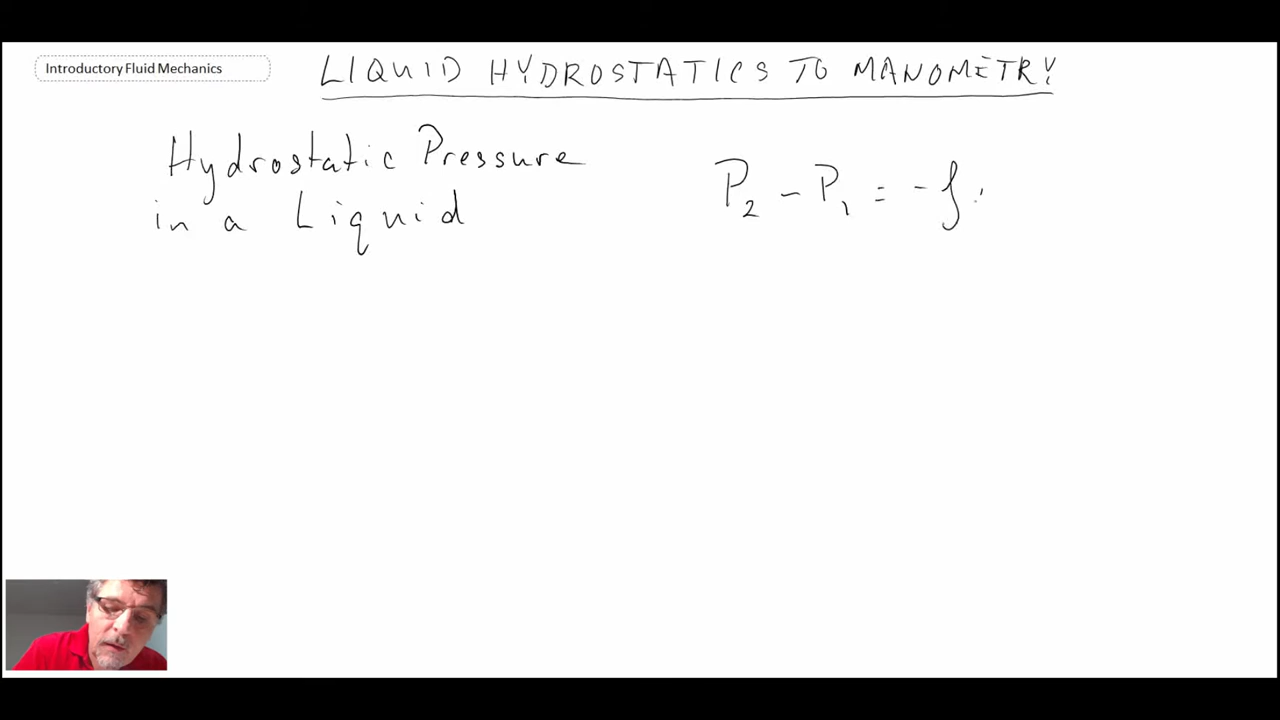 Introductory Fluid Mechanics
LIQUID HYDROSTATICS TO MANOMETRY
Hydrostatic Pressure
in a Liquid
P₂ - P₁ = -ρ